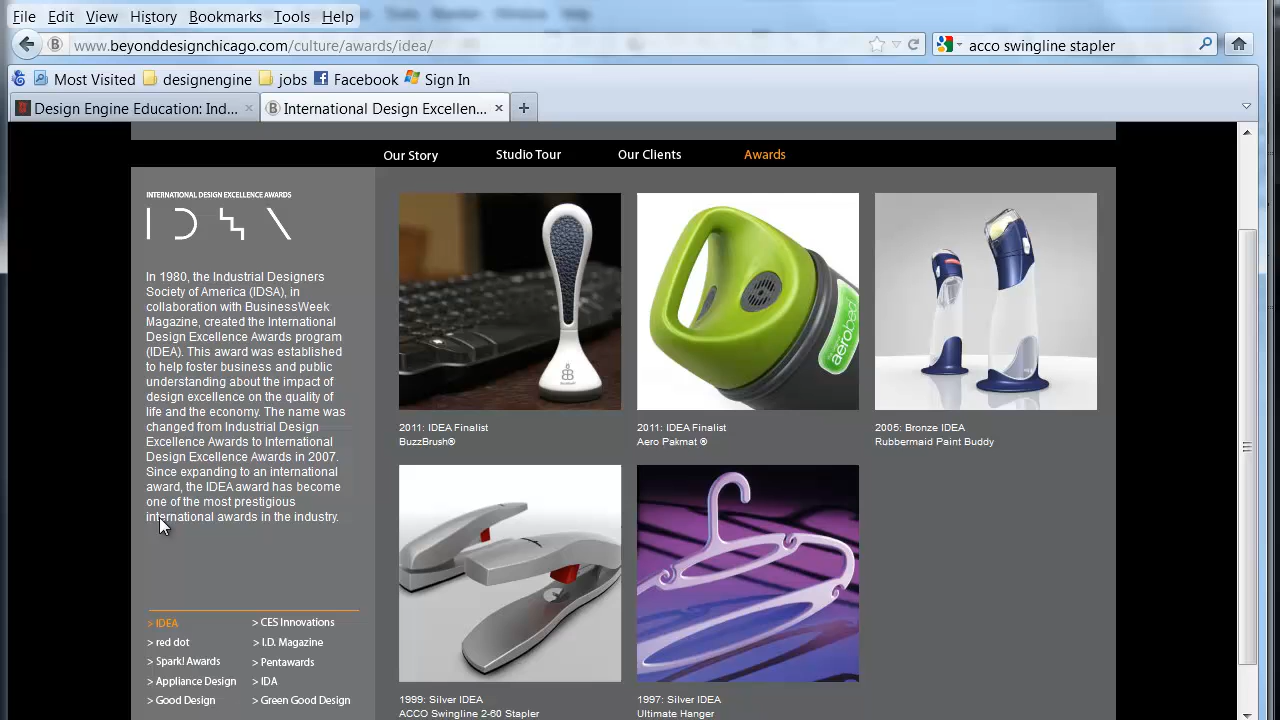 File Edit View History Bookmarks Tools Help
www.beyonddesignchicago.com/culture/awards/idea/
acco swingline stapler
Most Visited designengine jobs Facebook Sign In
Design Engine Education: Ind...
International Design Excellen...
Our Story Studio Tour Our Clients Awards
INTERNATIONAL DESIGN EXCELLENCE AWARDS
In 1980, the Industrial Designers
Society of America (IDSA), in
collaboration with BusinessWeek
Magazine, created the International
Design Excellence Awards program
(IDEA). This award was established
to help foster business and public
understanding about the impact of
design excellence on the quality of
life and the economy. The name was
changed from Industrial Design
Excellence Awards to International
Design Excellence Awards in 2007.
Since expanding to an international
award, the IDEA award has become
one of the most prestigious
international awards in the industry.
> IDEA
> red dot
> Spark! Awards
> Appliance Design
> Good Design
> CES Innovations
> I.D. Magazine
> Pentawards
> IDA
> Green Good Design
aerobed
2011: IDEA Finalist
BuzzBrush®
2011: IDEA Finalist
Aero Pakmat ®
2005: Bronze IDEA
Rubbermaid Paint Buddy
1999: Silver IDEA
ACCO Swingline 2-60 Stapler
1997: Silver IDEA
Ultimate Hanger